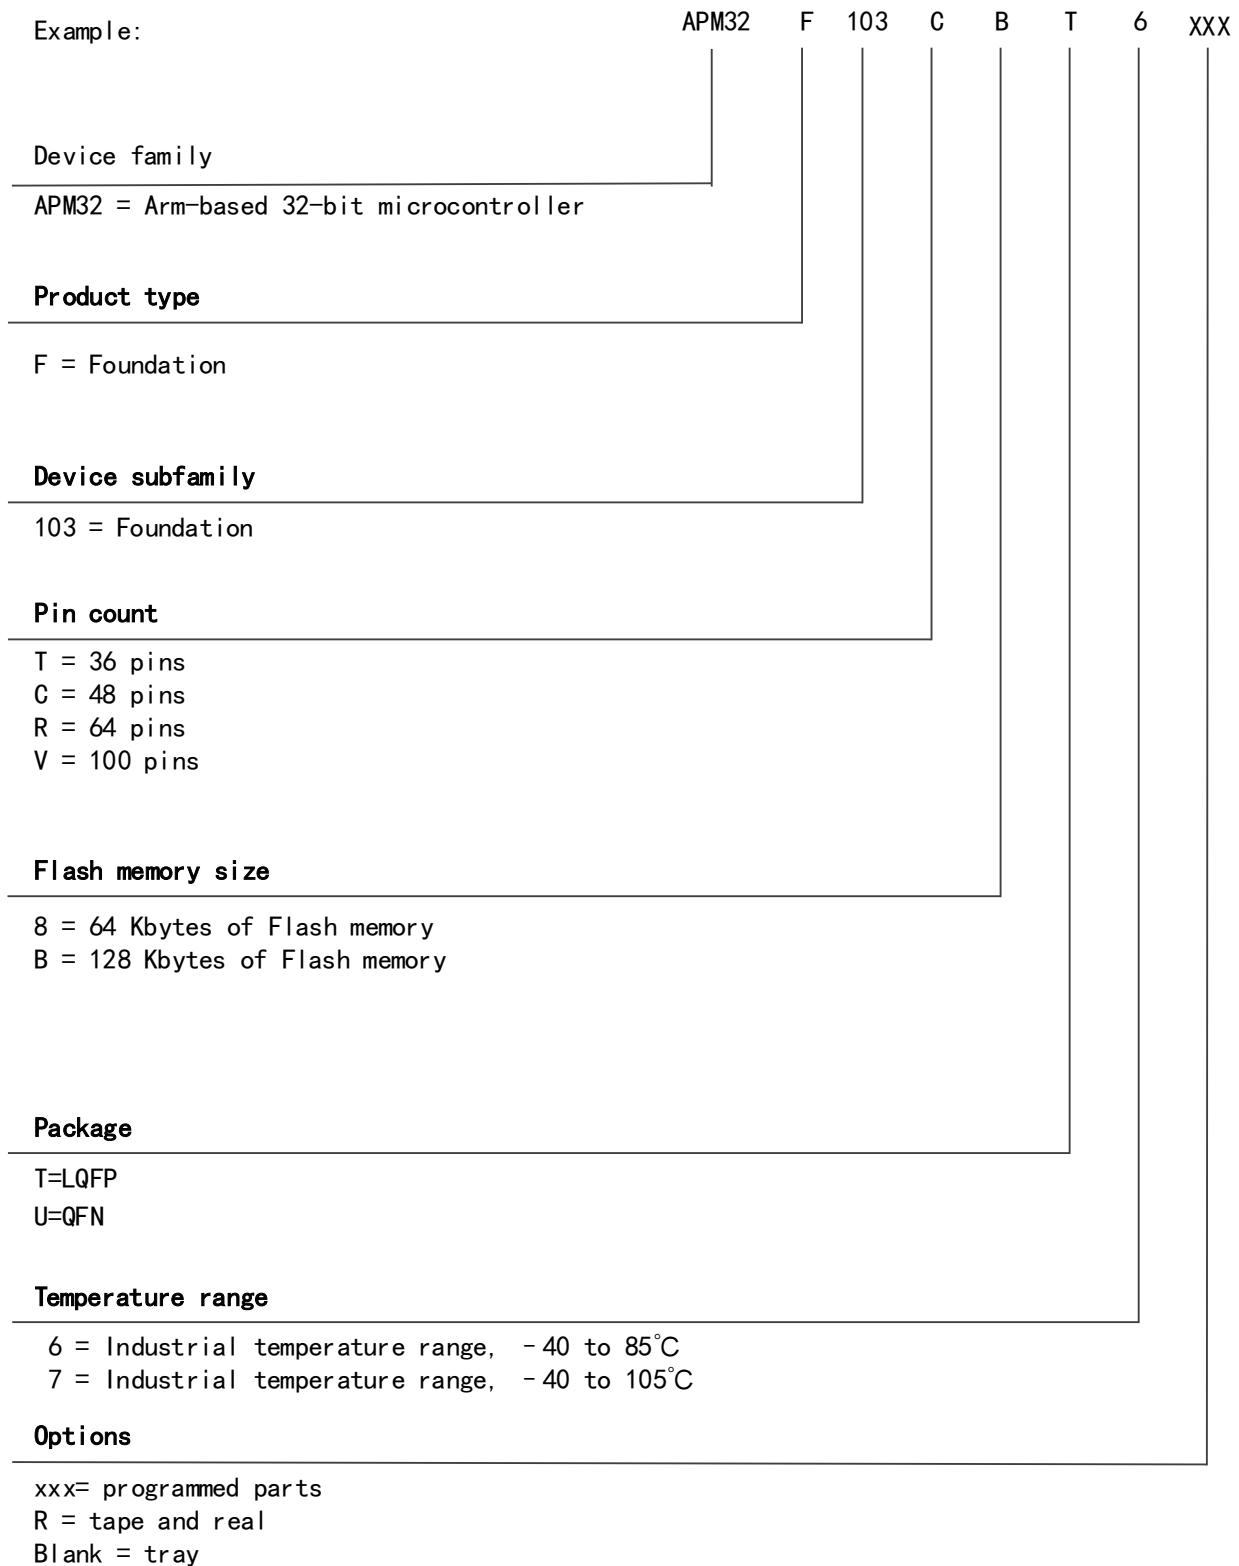 Example: APM32 F 103 C B T 6 XXX
Device family
APM32 = Arm-based 32-bit microcontroller
Product type
F = Foundation
Device subfamily
103 = Foundation
Pin count
T = 36 pins
C = 48 pins
R = 64 pins
V = 100 pins
Flash memory size
8 = 64 Kbytes of Flash memory
B = 128 Kbytes of Flash memory
Package
T=LQFP
U=QFN
Temperature range
6 = Industrial temperature range, -40 to 85℃
7 = Industrial temperature range, -40 to 105℃
Options
xxx= programmed parts
R = tape and real
Blank = tray